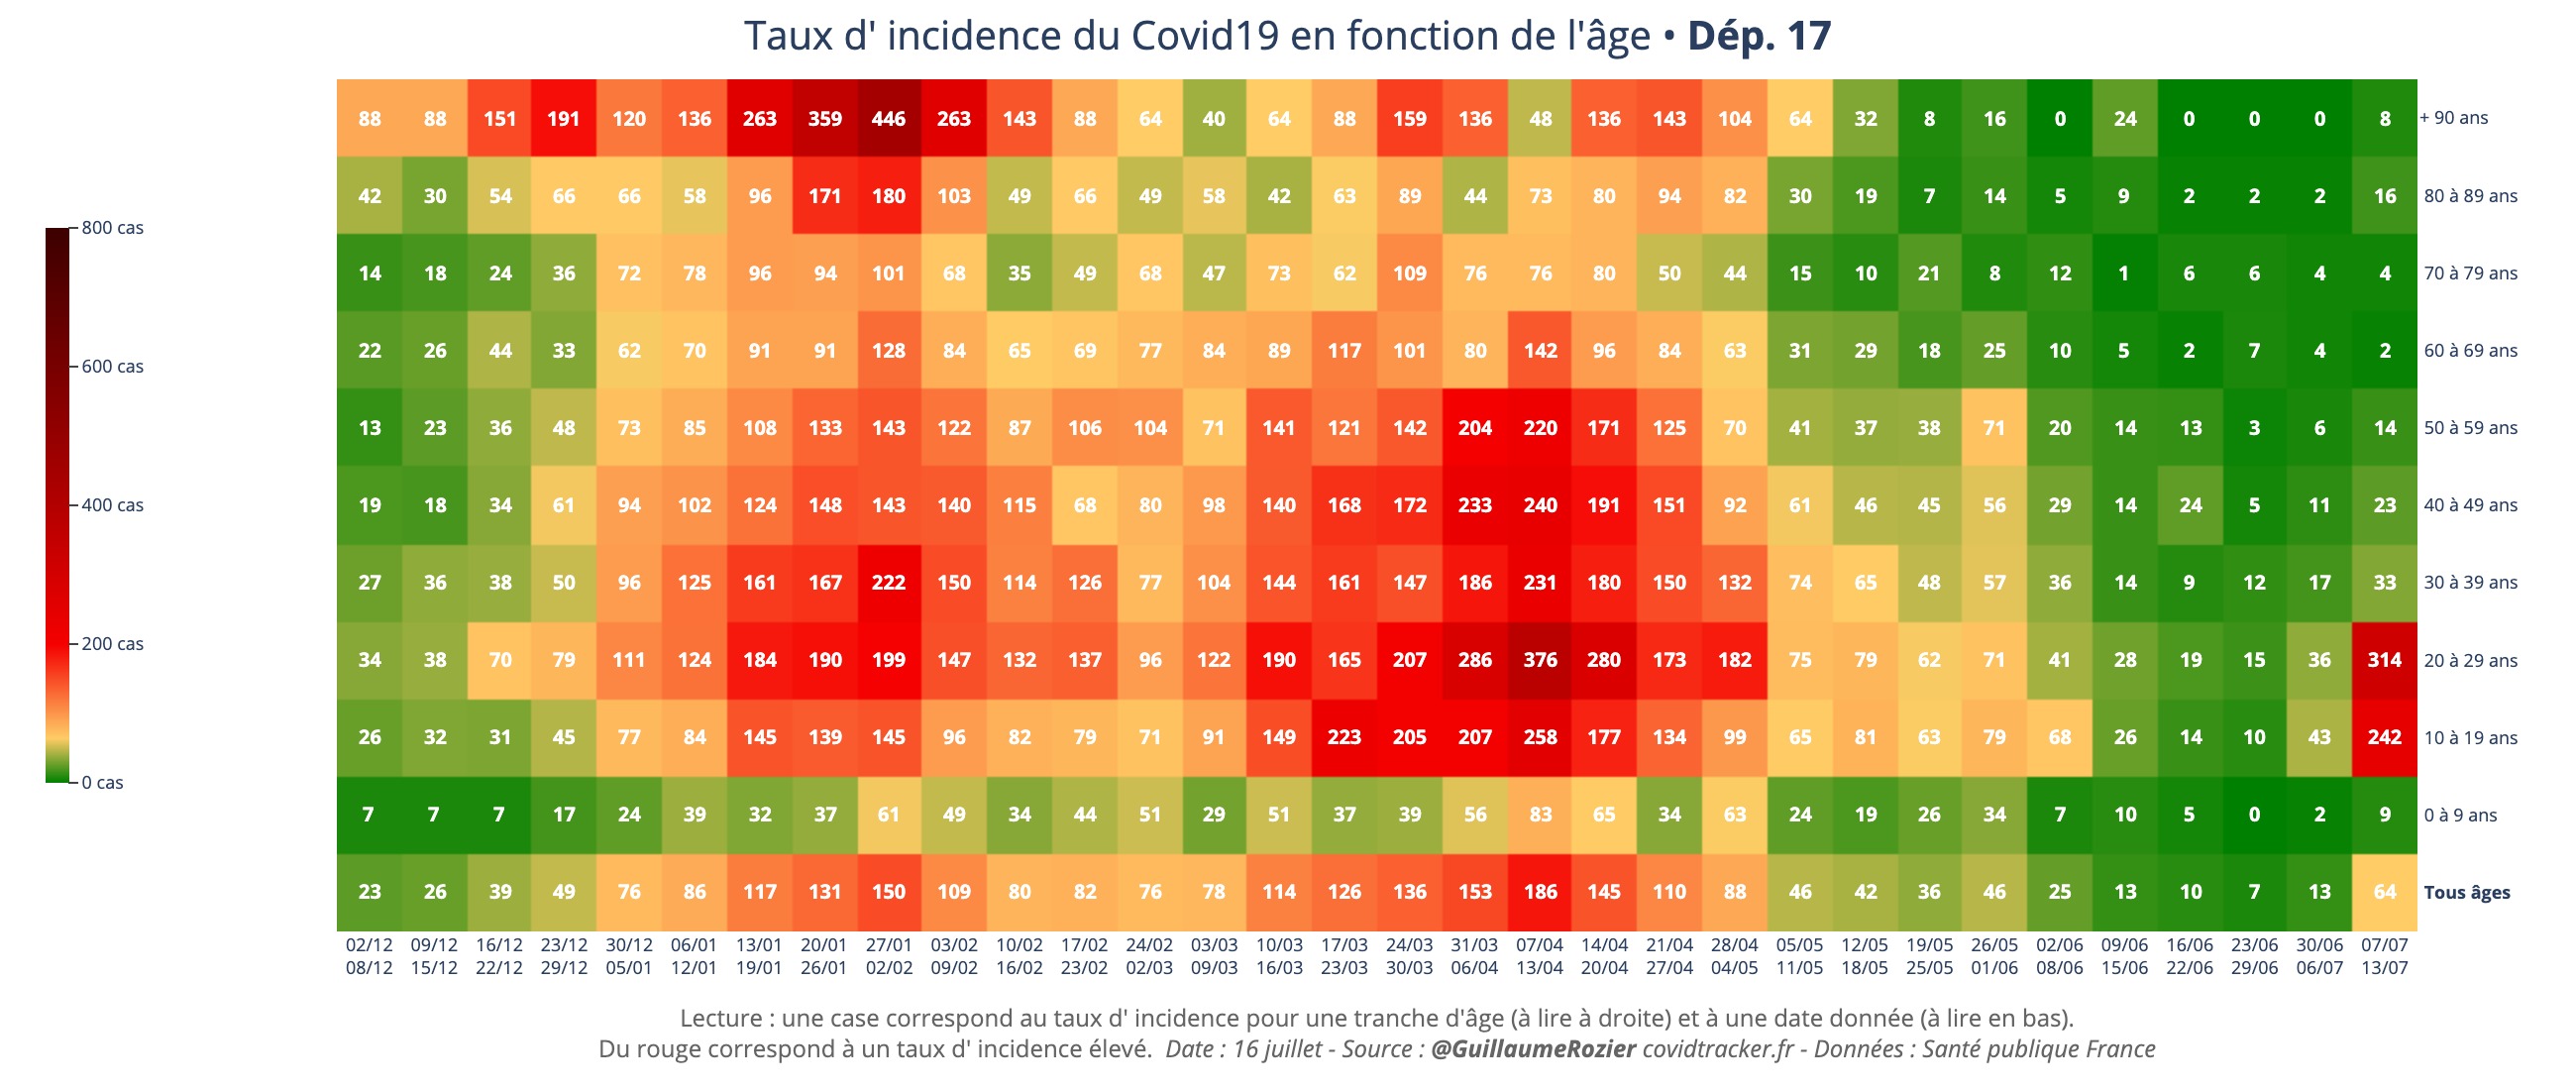 Taux d' incidence du Covid19 en fonction de l'âge • Dép. 17
88 88 151 191 120 136 263 359 446 263 143 88 64 40 64 88 159 136 48 136 143 104 64 32 8 16 0 24 0 0 0 8 + 90 ans
42 30 54 66 66 58 96 171 180 103 49 66 49 58 42 63 89 44 73 80 94 82 30 19 7 14 5 9 2 2 2 16 80 à 89 ans
800 cas
14 18 24 36 72 78 96 94 101 68 35 49 68 47 73 62 109 76 76 80 50 44 15 10 21 8 12 1 6 6 4 4 70 à 79 ans
22 26 44 33 62 70 91 91 128 84 65 69 77 84 89 117 101 80 142 96 84 63 31 29 18 25 10 5 2 7 4 2 60 à 69 ans
600 cas
13 23 36 48 73 85 108 133 143 122 87 106 104 71 141 121 142 204 220 171 125 70 41 37 38 71 20 14 13 3 6 14 50 à 59 ans
400 cas
19 18 34 61 94 102 124 148 143 140 115 68 80 98 140 168 172 233 240 191 151 92 61 46 45 56 29 14 24 5 11 23 40 à 49 ans
27 36 38 50 96 125 161 167 222 150 114 126 77 104 144 161 147 186 231 180 150 132 74 65 48 57 36 14 9 12 17 33 30 à 39 ans
200 cas
34 38 70 79 111 124 184 190 199 147 132 137 96 122 190 165 207 286 376 280 173 182 75 79 62 71 41 28 19 15 36 314 20 à 29 ans
26 32 31 45 77 84 145 139 145 96 82 79 71 91 149 223 205 207 258 177 134 99 65 81 63 79 68 26 14 10 43 242 10 à 19 ans
0 cas
7 7 7 17 24 39 32 37 61 49 34 44 51 29 51 37 39 56 83 65 34 63 24 19 26 34 7 10 5 0 2 9 0 à 9 ans
23 26 39 49 76 86 117 131 150 109 80 82 76 78 114 126 136 153 186 145 110 88 46 42 36 46 25 13 10 7 13 64 Tous âges
02/12 09/12 16/12 23/12 30/12 06/01 13/01 20/01 27/01 03/02 10/02 17/02 24/02 03/03 10/03 17/03 24/03 31/03 07/04 14/04 21/04 28/04 05/05 12/05 19/05 26/05 02/06 09/06 16/06 23/06 30/06 07/07
08/12 15/12 22/12 29/12 05/01 12/01 19/01 26/01 02/02 09/02 16/02 23/02 02/03 09/03 16/03 23/03 30/03 06/04 13/04 20/04 27/04 04/05 11/05 18/05 25/05 01/06 08/06 15/06 22/06 29/06 06/07 13/07
Lecture : une case correspond au taux d' incidence pour une tranche d'âge (à lire à droite) et à une date donnée (à lire en bas).
Du rouge correspond à un taux d' incidence élevé. Date : 16 juillet - Source : @GuillaumeRozier covidtracker.fr - Données : Santé publique France